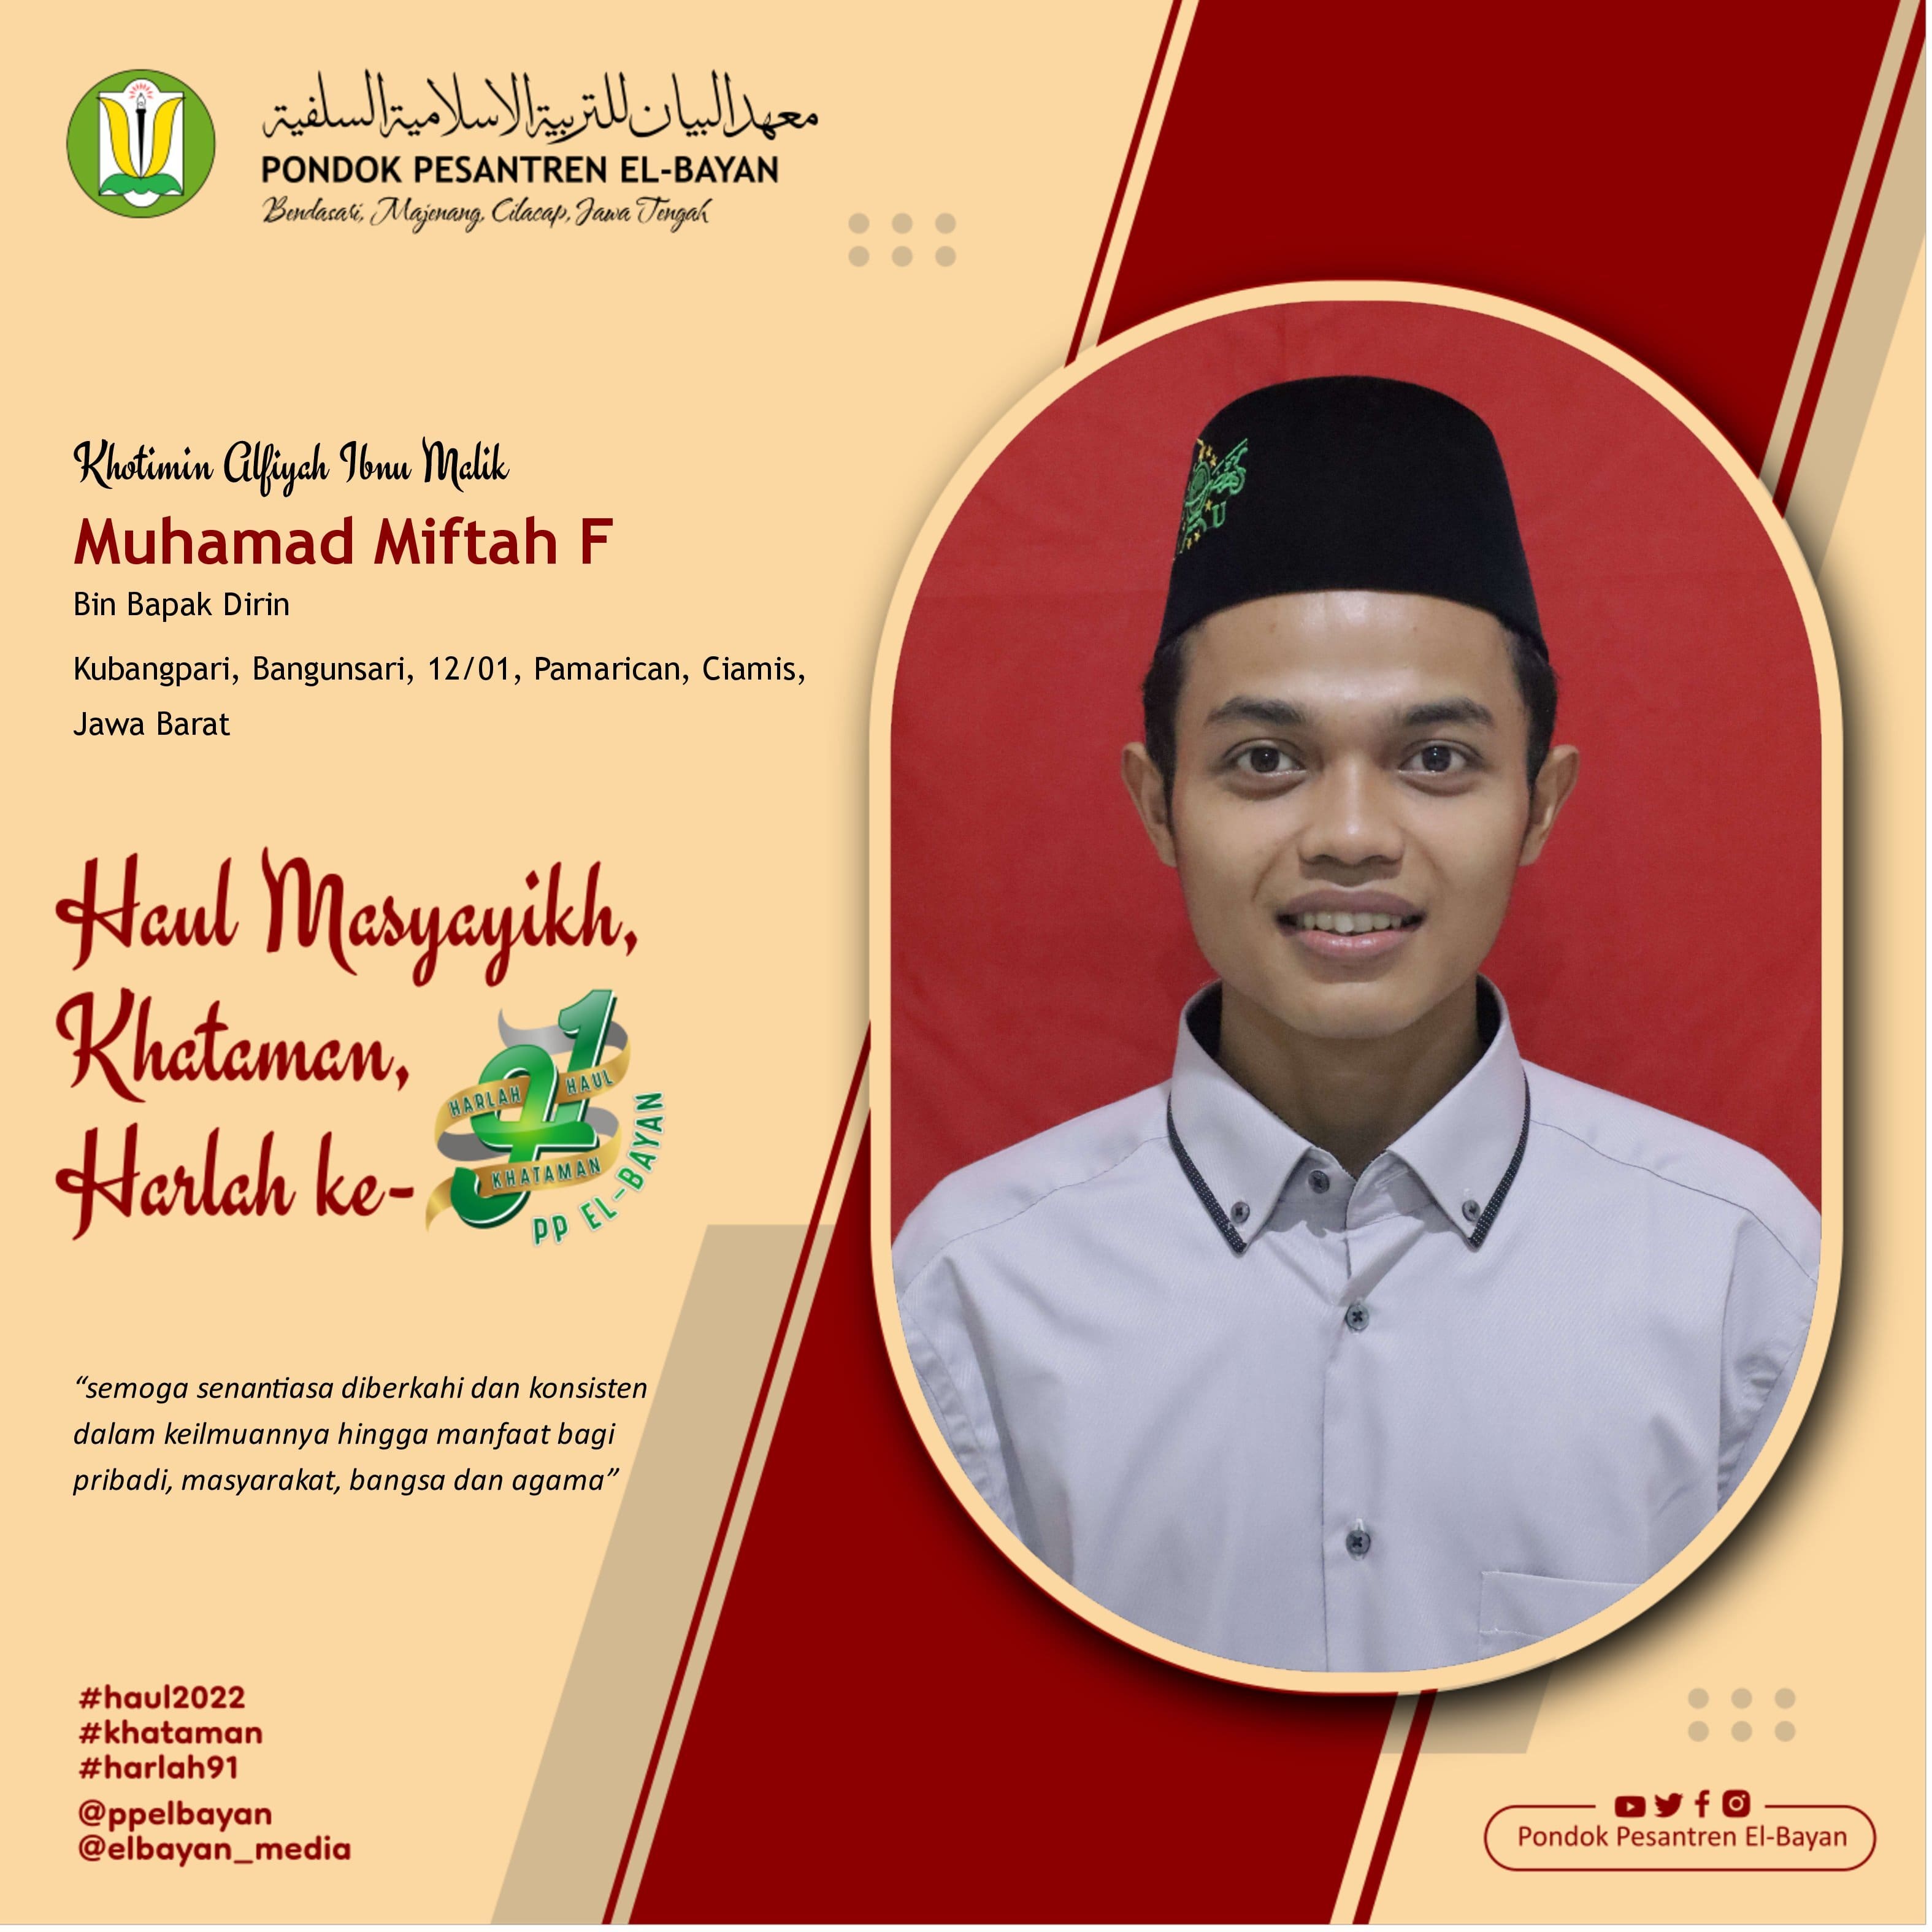 معهد البيان للتربية الاسلامية السلفية
PONDOK PESANTREN EL-BAYAN
Bendasari, Majenang, Cilacap, Jawa Tengah
Khotimin Alfiyah Ibnu Malik
Muhamad Miftah F
Bin Bapak Dirin
Kubangpari, Bangunsari, 12/01, Pamarican, Ciamis,
Jawa Barat
Haul Masyayikh,
Khataman,
Harlah ke-
91
HARLAH HAUL
KHATAMAN
PP EL-BAYAN
“semoga senantiasa diberkahi dan konsisten
dalam keilmuannya hingga manfaat bagi
pribadi, masyarakat, bangsa dan agama”
#haul2022
#khataman
#harlah91
@ppelbayan
@elbayan_media
Pondok Pesantren El-Bayan